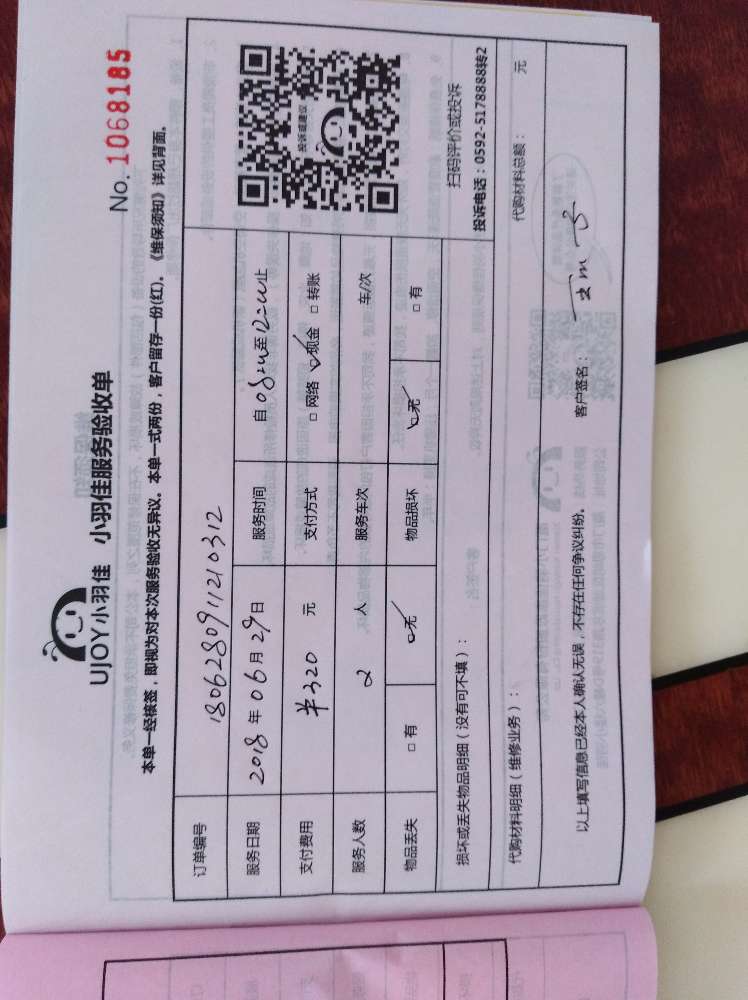 No. 1068185
UJOY小羽佳 小羽佳服务验收单
本单一经核签，即视为对本次服务验收无异议。本单一式两份，客户留存一份(红)。《维保须知》详见背面。
订单编号 1806280911210312
服务日期 2018 年 06 月 29 日 服务时间 自 08:00 至 12:00 止
支付费用 ¥320 元 支付方式 □ 网络 ☑ 现金 □ 转账
服务人数 2 人 服务车次 车/次
物品丢失 □ 有 ☑ 无 物品损坏 ☑ 无 □ 有
投诉或建议
扫码评价或投诉
投诉电话：0592-5178888转2
损坏或丢失物品明细（没有可不填）：
代购材料明细（维修业务）： 代购材料总额： 元
以上填写信息已经本人确认无误，不存在任何争议纠纷。 客户签名：